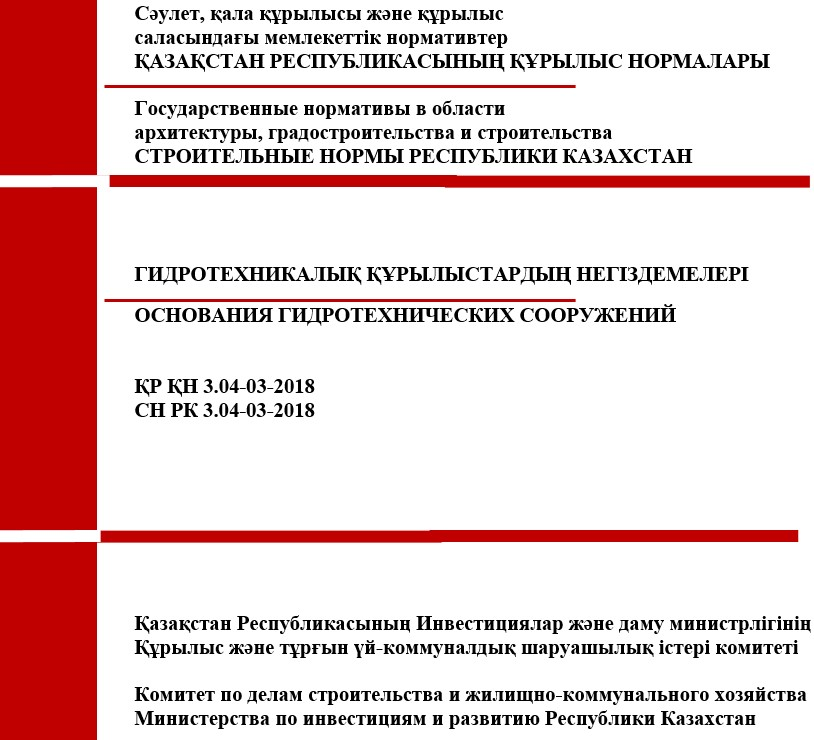 Сәулет, қала құрылысы және құрылыс
саласындағы мемлекеттік нормативтер
ҚАЗАҚСТАН РЕСПУБЛИКАСЫНЫҢ ҚҰРЫЛЫС НОРМАЛАРЫ
Государственные нормативы в области
архитектуры, градостроительства и строительства
СТРОИТЕЛЬНЫЕ НОРМЫ РЕСПУБЛИКИ КАЗАХСТАН
ГИДРОТЕХНИКАЛЫҚ ҚҰРЫЛЫСТАРДЫҢ НЕГІЗДЕМЕЛЕРІ
ОСНОВАНИЯ ГИДРОТЕХНИЧЕСКИХ СООРУЖЕНИЙ
ҚР ҚН 3.04-03-2018
СН РК 3.04-03-2018
Қазақстан Республикасының Инвестициялар және даму министрлігінің
Құрылыс және тұрғын үй-коммуналдық шаруашылық істері комитеті
Комитет по делам строительства и жилищно-коммунального хозяйства
Министерства по инвестициям и развитию Республики Казахстан